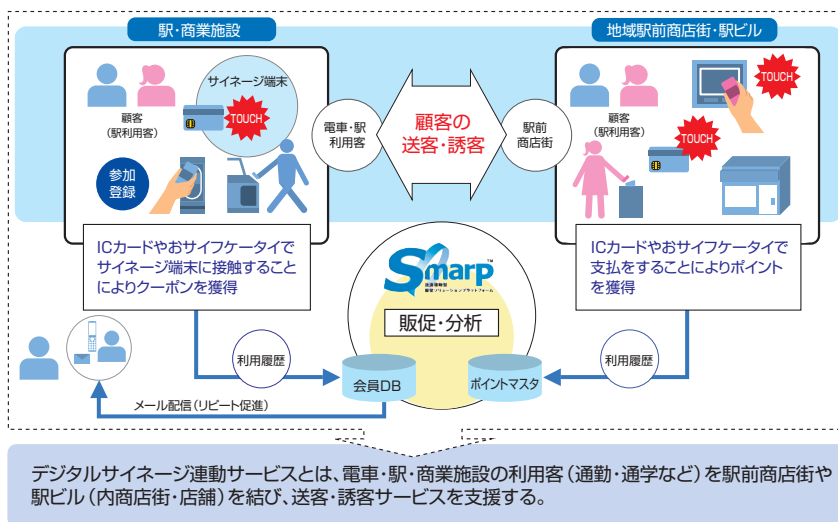 駅・商業施設
地域駅前商店街・駅ビル
サイネージ端末
顧客
（駅利用客）
TOUCH
参加
登録
電車・駅
利用客
顧客の
送客・誘客
駅前
商店街
顧客
（駅利用客）
TOUCH
TOUCH
ICカードやおサイフケータイで
サイネージ端末に接触すること
によりクーポンを獲得
ICカードやおサイフケータイで
支払をすることによりポイント
を獲得
Smarp™
販促・分析
利用履歴
利用履歴
会員DB
ポイントマスタ
メール配信（リピート促進）
デジタルサイネージ連動サービスとは、電車・駅・商業施設の利用客（通勤・通学など）を駅前商店街や
駅ビル（内商店街・店舗）を結び、送客・誘客サービスを支援する。